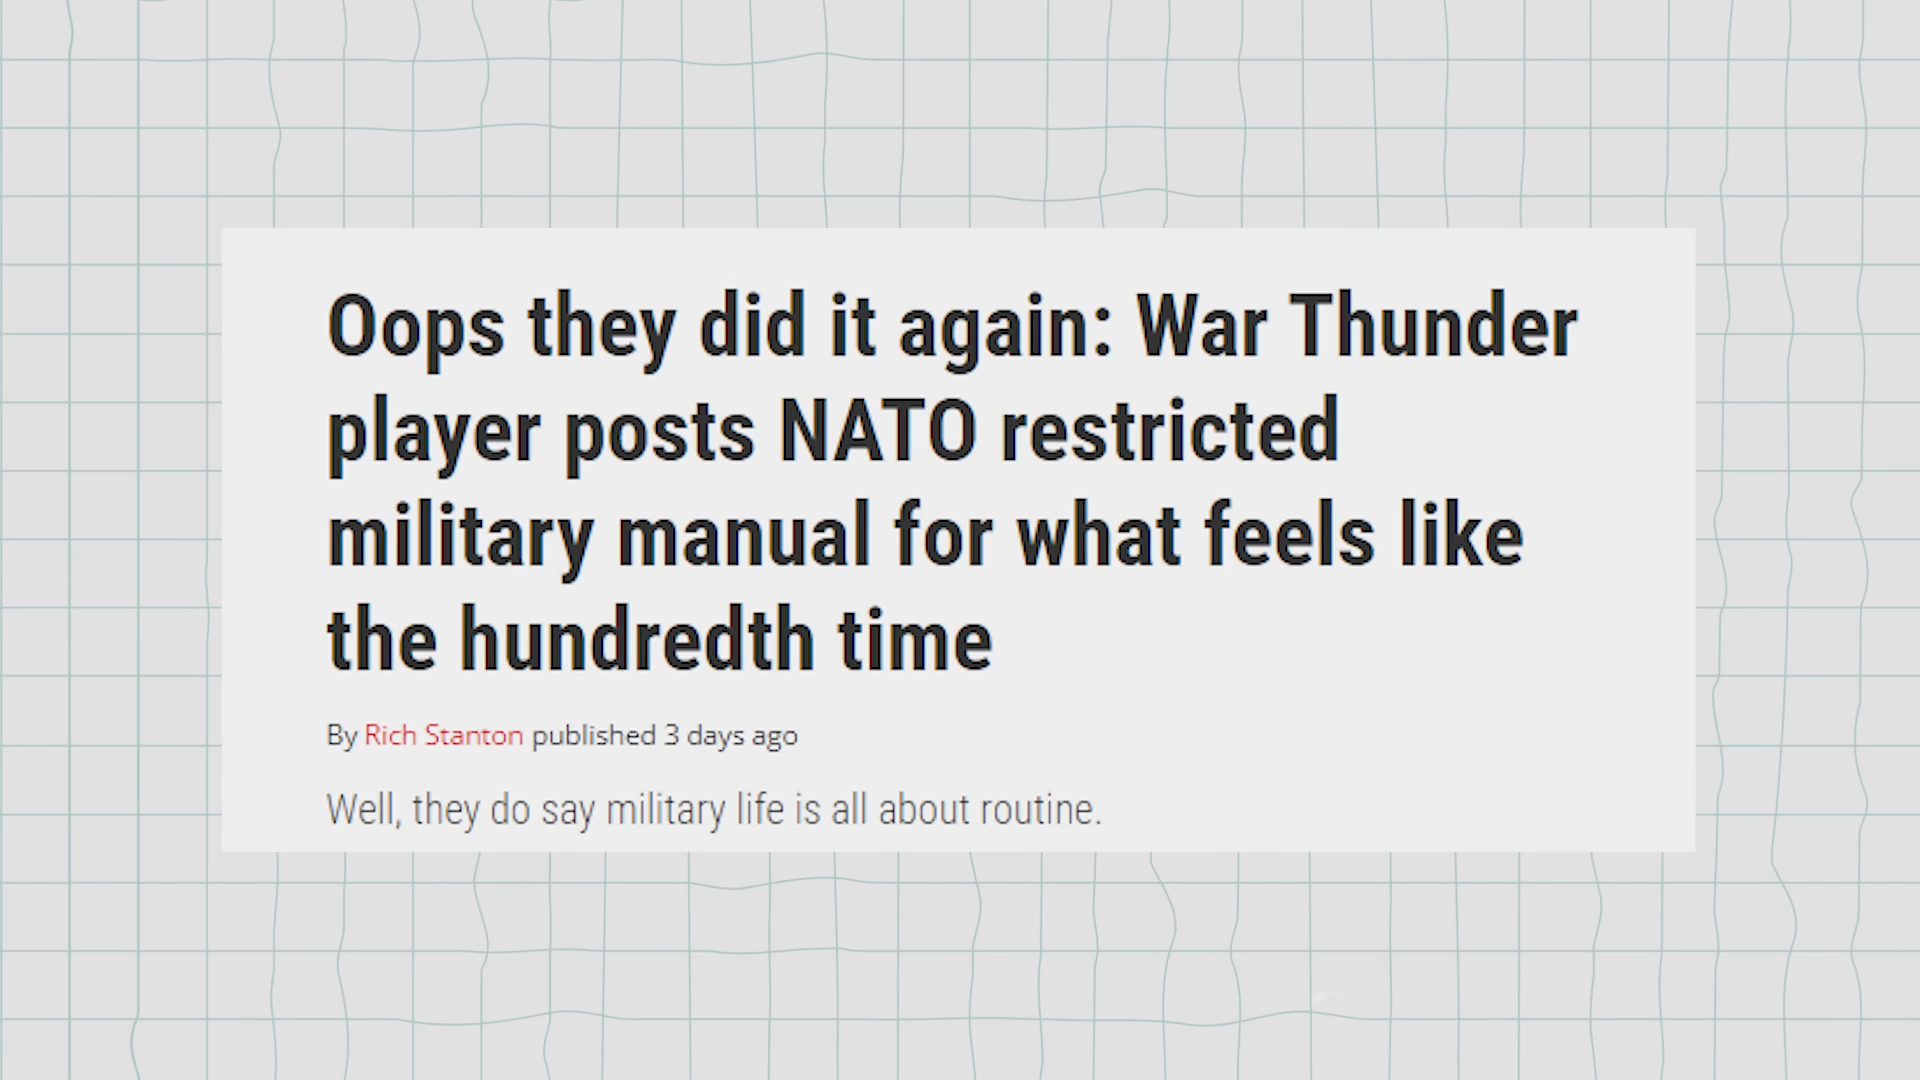 Oops they did it again: War Thunder
player posts NATO restricted
military manual for what feels like
the hundredth time
By Rich Stanton published 3 days ago
Well, they do say military life is all about routine.